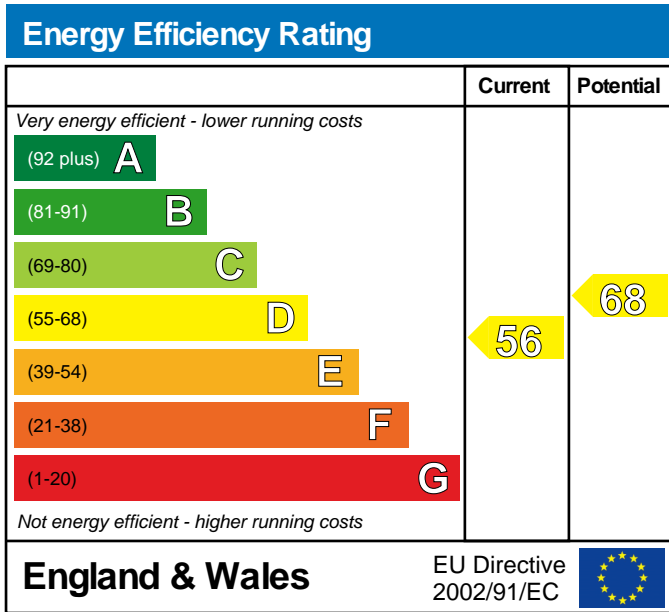 Energy Efficiency Rating
Current Potential
Very energy efficient - lower running costs
(92 plus) A
(81-91) B
(69-80) C
(55-68) D
(39-54) E
(21-38) F
(1-20) G
56
68
Not energy efficient - higher running costs
England & Wales
EU Directive
2002/91/EC